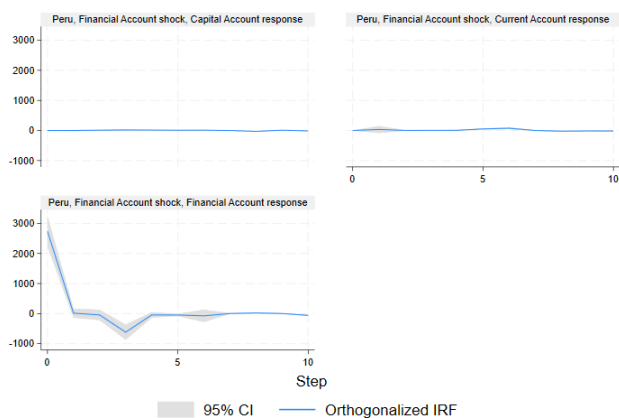 Peru, Financial Account shock, Capital Account response
Peru, Financial Account shock, Current Account response
3000
2000
1000
0
-1000
0
5
10
Peru, Financial Account shock, Financial Account response
3000
2000
1000
0
-1000
0
5
10
Step
95% CI
Orthogonalized IRF